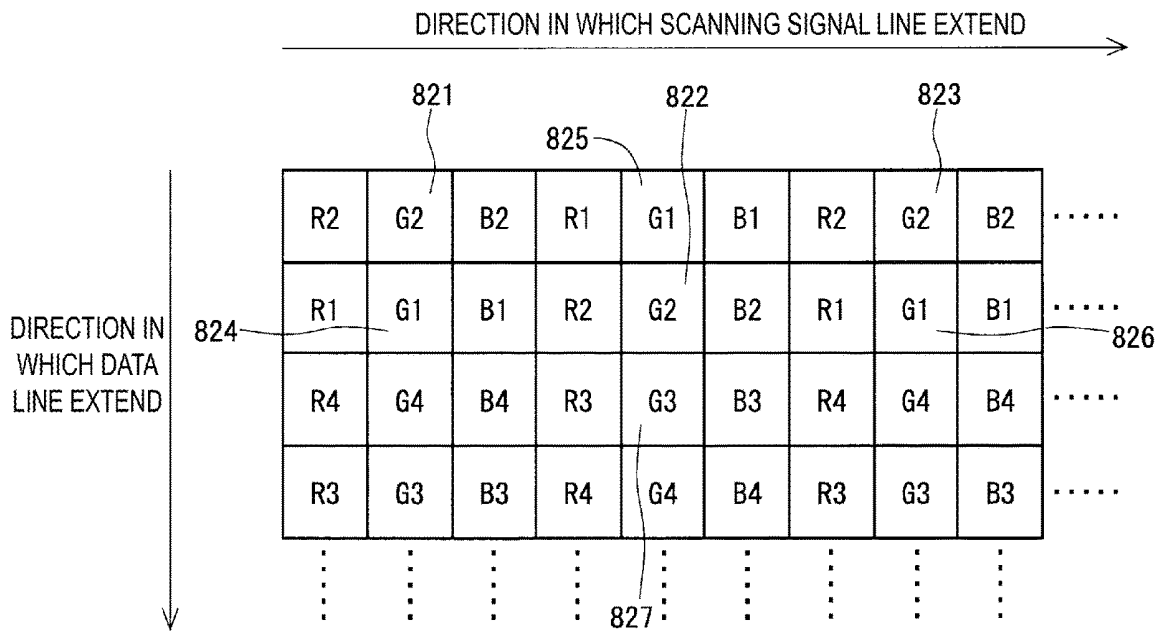 DIRECTION IN WHICH SCANNING SIGNAL LINE EXTEND
821
822
823
825
R2 G2 B2 R1 G1 B1 R2 G2 B2 ·····
R1 G1 B1 R2 G2 B2 R1 G1 B1 ·····
824
826
DIRECTION IN
WHICH DATA
LINE EXTEND
R4 G4 B4 R3 G3 B3 R4 G4 B4 ·····
R3 G3 B3 R4 G4 B4 R3 G3 B3 ·····
827